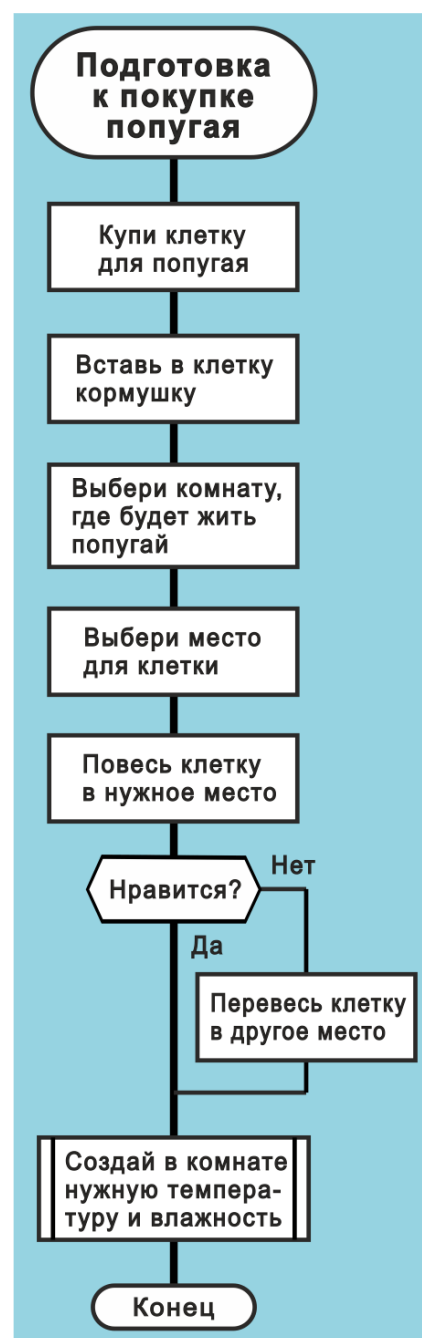 Подготовка
к покупке
попугая
Купи клетку
для попугая
Вставь в клетку
кормушку
Выбери комнату,
где будет жить
попугай
Выбери место
для клетки
Повесь клетку
в нужное место
Нравится?
Нет
Да
Перевесь клетку
в другое место
Создай в комнате
нужную темпера-
туру и влажность
Конец